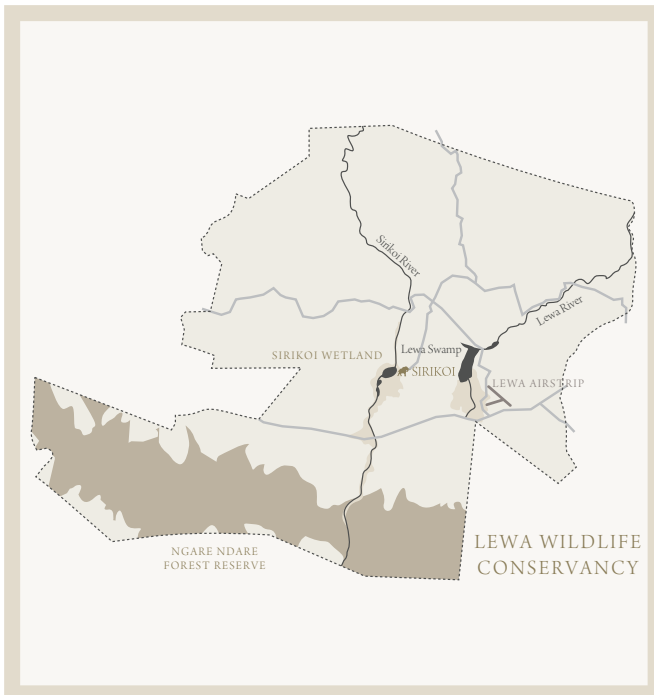 Sirikoi River
Lewa River
Lewa Swamp
SIRIKOI WETLAND
SIRIKOI
LEWA AIRSTRIP
NGARE NDARE
FOREST RESERVE
LEWA WILDLIFE
CONSERVANCY